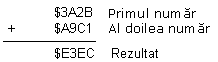 $3A2B Primul număr
+ $A9C1 Al doilea număr
$E3EC Rezultat